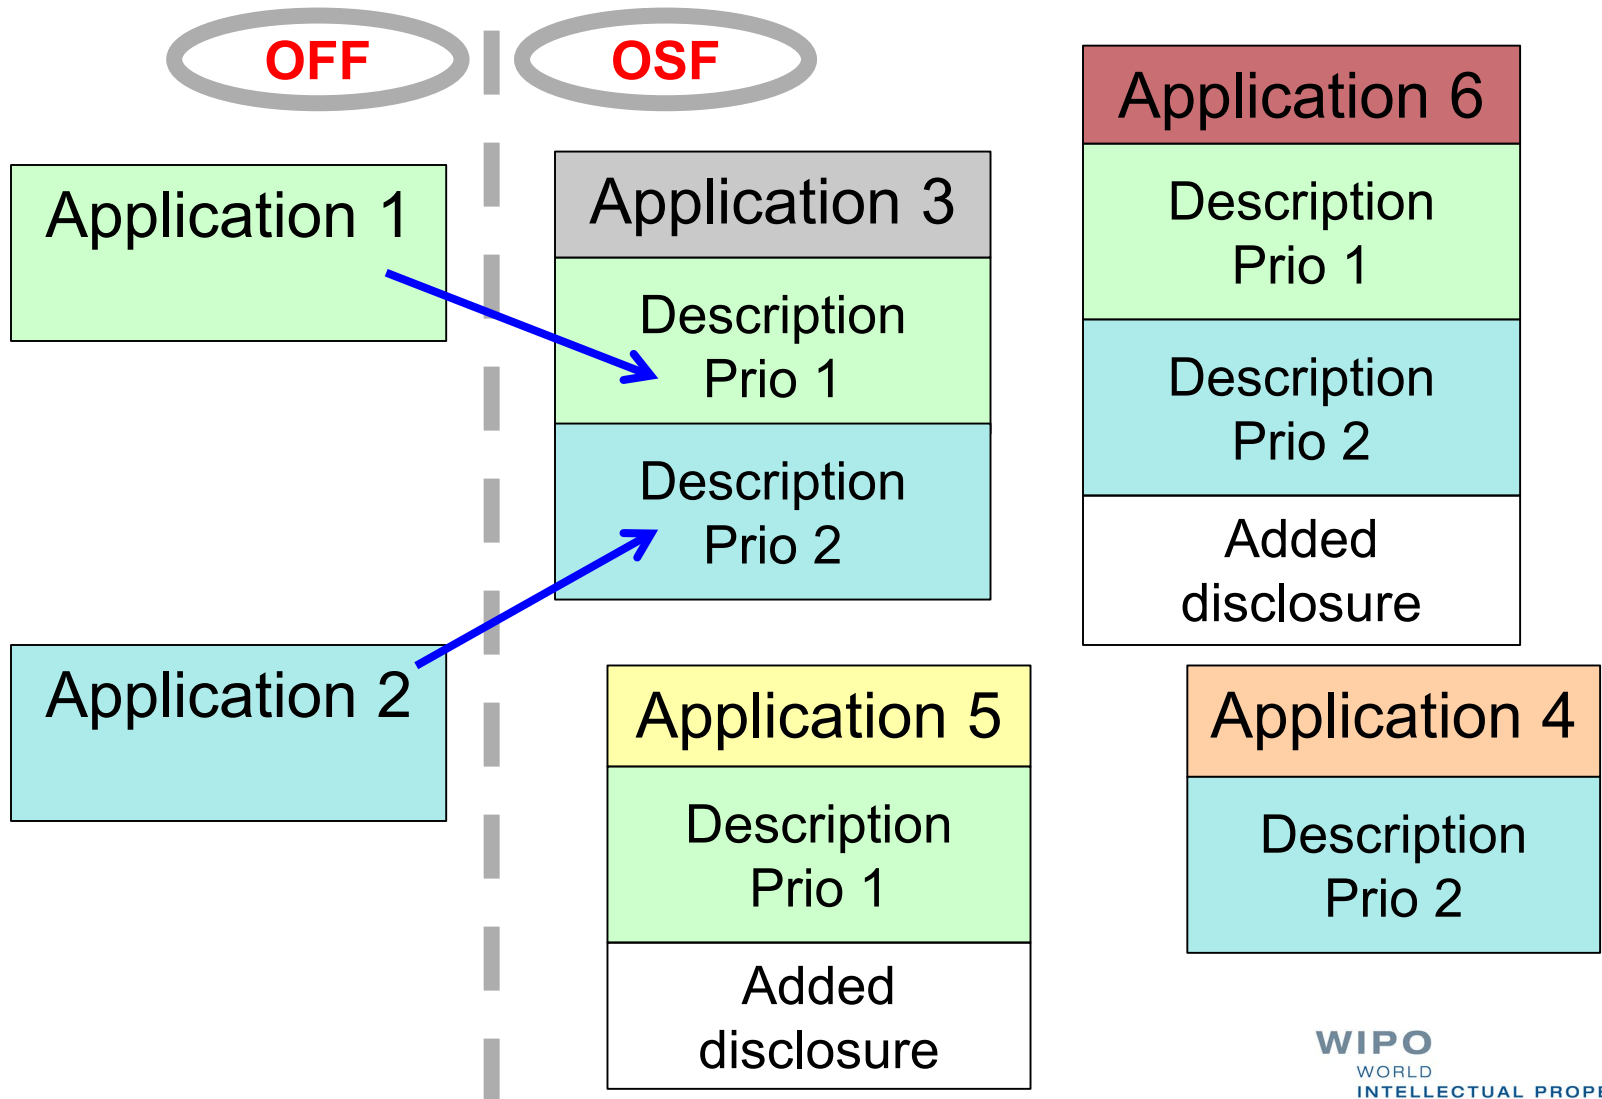 OFF
OSF
Application 1
Application 2
Application 3
Description
Prio 1
Description
Prio 2
Application 5
Description
Prio 1
Added
disclosure
Application 6
Description
Prio 1
Description
Prio 2
Added
disclosure
Application 4
Description
Prio 2
WIPO
WORLD
INTELLECTUAL PROPE